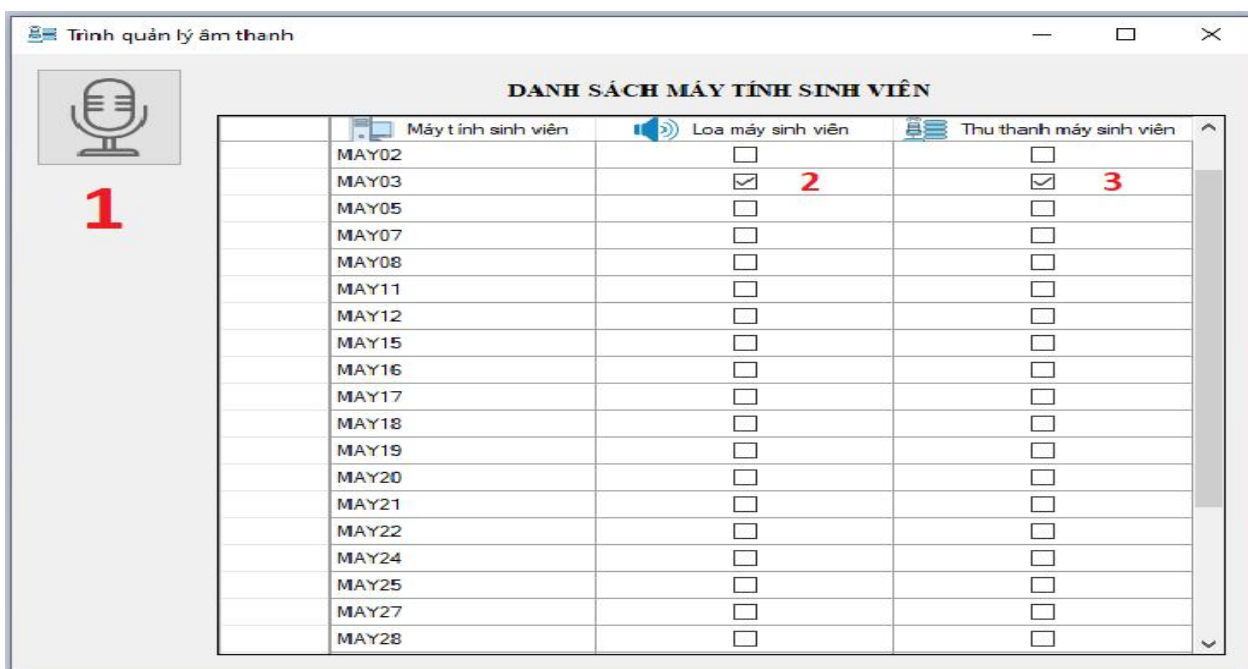 Trình quản lý âm thanh
DANH SÁCH MÁY TÍNH SINH VIÊN
Máy tính sinh viên Loa máy sinh viên Thu thanh máy sinh viên
MAY02
MAY03 2 3
1
MAY05
MAY07
MAY08
MAY11
MAY12
MAY15
MAY16
MAY17
MAY18
MAY19
MAY20
MAY21
MAY22
MAY24
MAY25
MAY27
MAY28